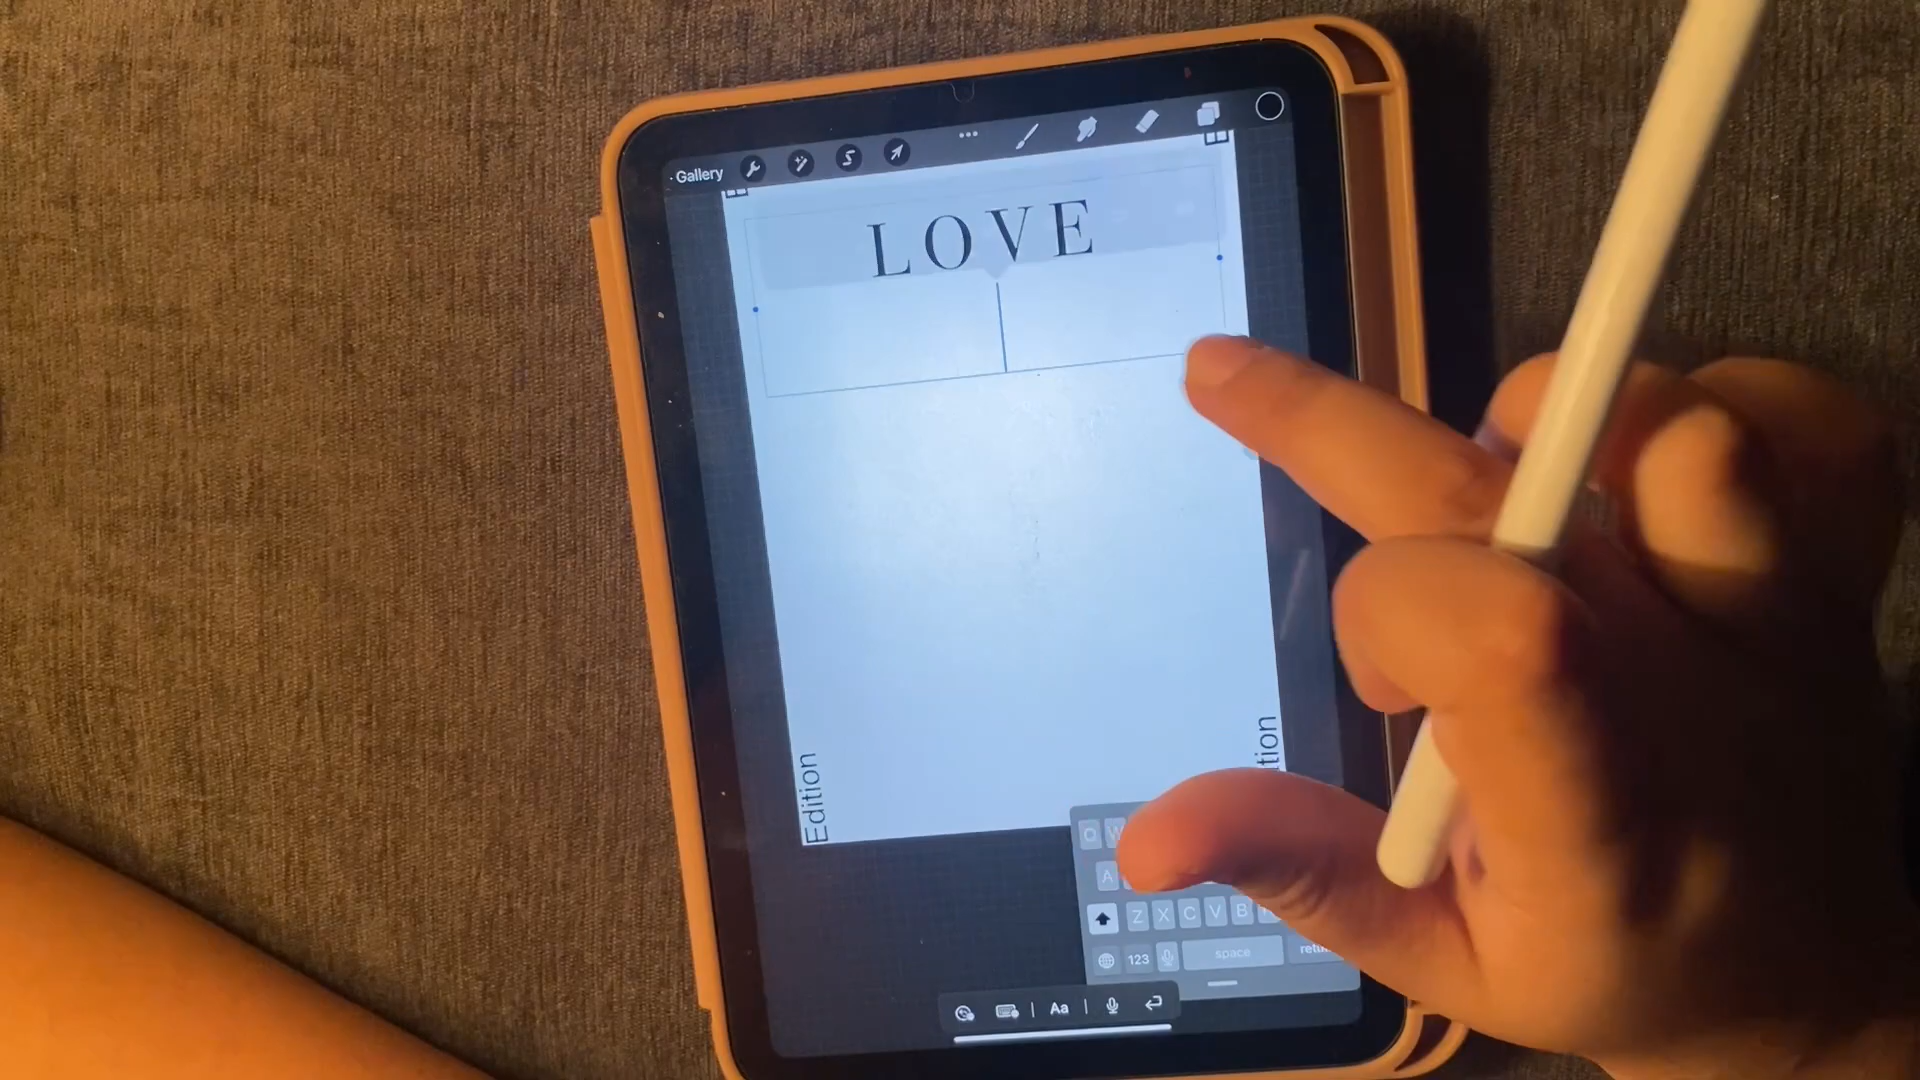 Gallery
LOVE
Edition
tion
A
Z X C V B
123 space
Aa